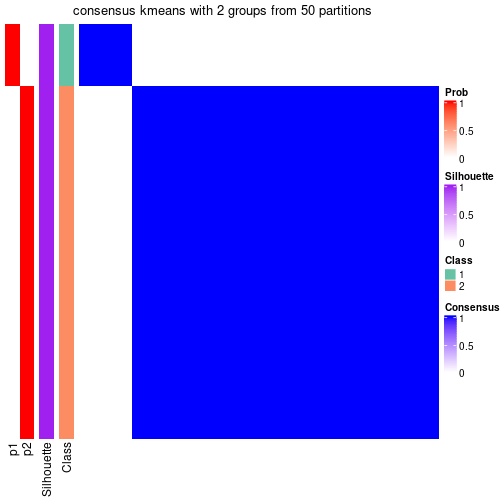 consensus kmeans with 2 groups from 50 partitions
Prob
1
0.5
0
Silhouette
1
0.5
0
Class
1
2
Consensus
1
0.5
0
p1
p2
Silhouette
Class